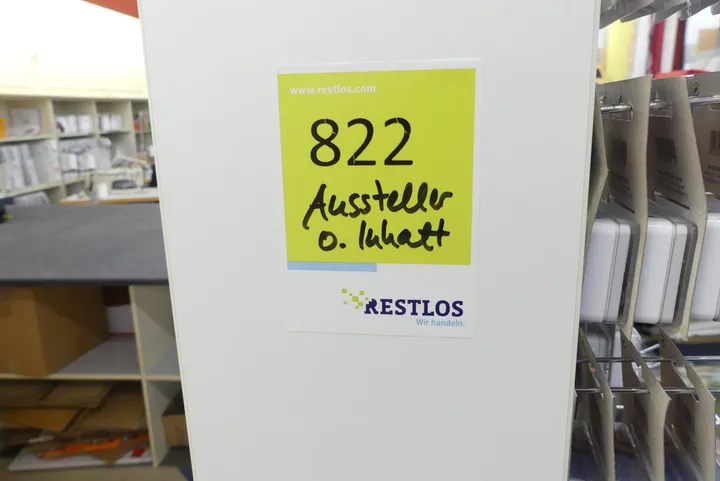 www.restlos.com
822
Aussteller
o. Inhalt
RESTLOS
Wir handeln.